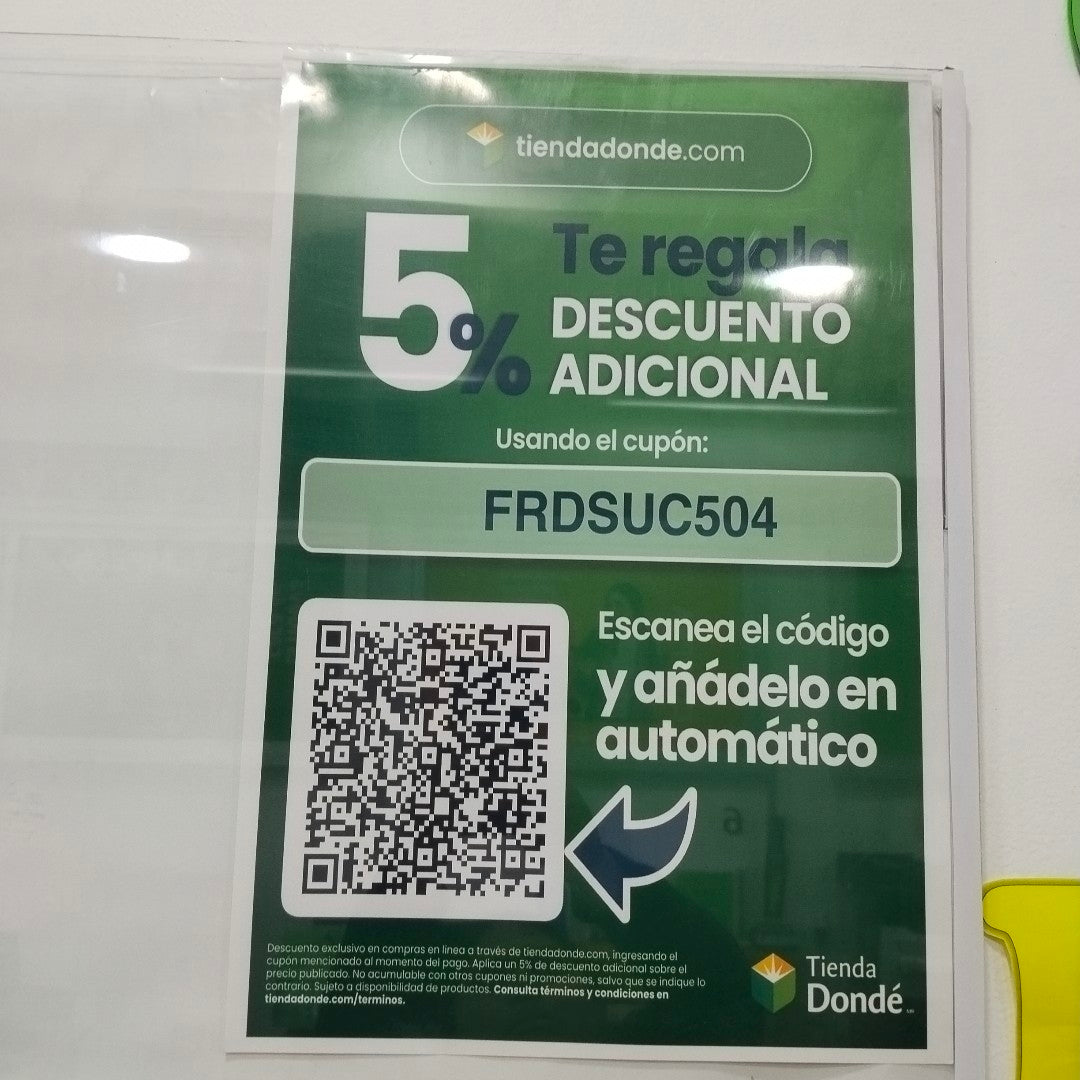 tiendadonde.com
5%
Te regala
DESCUENTO
ADICIONAL
Usando el cupón:
FRDSUC504
Escanea el código
y añádelo en
automático
Descuento exclusivo en compras en linea a través de tiendadonde.com, ingresando el
cupón mencionado al momento del pago. Aplica un 5% de descuento adicional sobre el
precio publicado. No acumulable con otros cupones ni promociones, salvo que se indique lo
contrario. Sujeto a disponibilidad de productos. Consulta términos y condiciones en
tiendadonde.com/terminos.
Tienda
Dondé